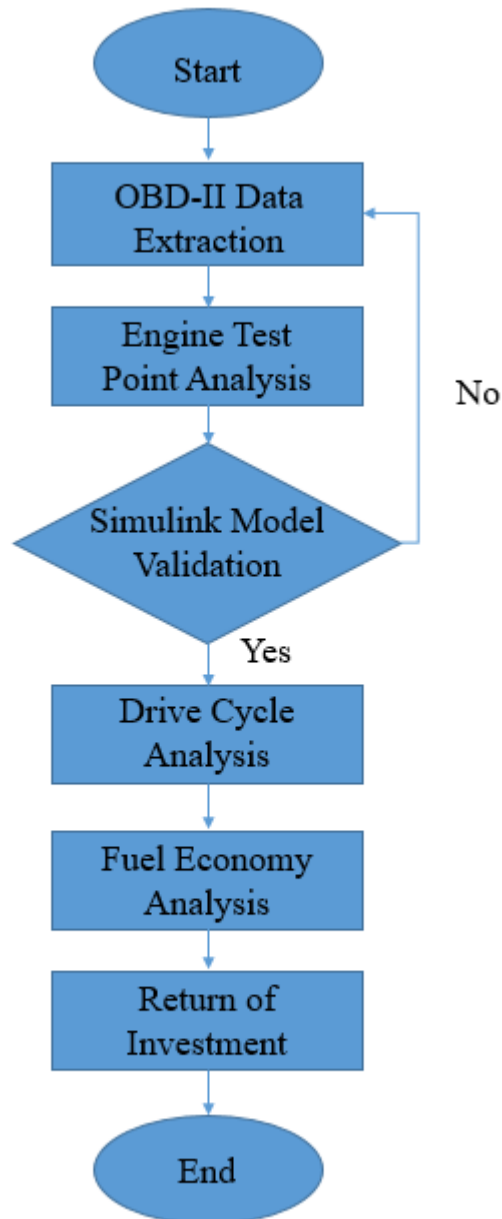 Start
OBD-II Data
Extraction
Engine Test
Point Analysis
No
Simulink Model
Validation
Yes
Drive Cycle
Analysis
Fuel Economy
Analysis
Return of
Investment
End